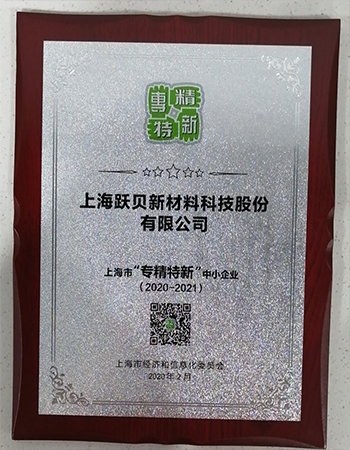 專精
特新
上海跃贝新材料科技股份
有限公司
上海市“专精特新”中小企业
（2020-2021）
上海市经济和信息化委员会
2020年2月